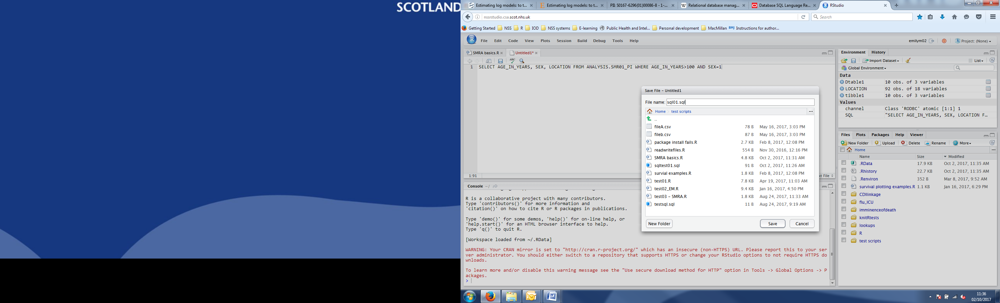 SCOTLAND
Estimating log models: to t...
Estimating log models: to t...
PII: S0167-6296(01)00086-8 - 1-...
Relational database manag...
Database SQL Language Re...
RStudio
nssrstudio.csa.scot.nhs.uk
Search
Getting Started NSS R IOD NSS systems E-learning Public Health and Intel... Personal development MacMillan BMJ Instructions for author...
File Edit Code View Plots Session Build Debug Tools Help
emilym02 Project: (None)
SMRA basics.R Untitled1*
ABC
1 SELECT AGE_IN_YEARS, SEX, LOCATION FROM ANALYSIS.SMR01_PI WHERE AGE_IN_YEARS>100 AND SEX=1
1:91
xt File
Save File - Untitled1
File name: sql01.sql
Home test scripts ...
..
fileA.csv 78 B May 16, 2017, 3:03 PM
fileb.csv 87 B May 16, 2017, 3:03 PM
package install fails.R 2.7 KB Feb 8, 2017, 12:08 PM
readwritefiles.R 554 B Nov 30, 2016, 12:16 PM
SMRA basics.R 4.8 KB Oct 2, 2017, 11:31 AM
sqltest01.sql 91 B Oct 2, 2017, 11:26 AM
survial examples.R 1.8 KB Feb 8, 2017, 12:08 PM
test01.R 7.8 KB Apr 19, 2017, 11:03 AM
test02_EM.R 9.4 KB Jan 16, 2017, 4:50 PM
test03 - SMRA.R 1.8 KB Aug 24, 2017, 11:33 AM
testsql.sql 11 B Aug 24, 2017, 9:19 AM
New Folder Save Cancel
Console ~/
R is a collaborative project with many contributors.
Type 'contributors()' for more information and
'citation()' on how to cite R or R packages in publications.
Type 'demo()' for some demos, 'help()' for on-line help, or
'help.start()' for an HTML browser interface to help.
Type 'q()' to quit R.
[Workspace loaded from ~/.RData]
WARNING: Your CRAN mirror is set to "http://cran.r-project.org/" which has an insecure (non-HTTPS) URL. Please report this to your ser
ver administrator. You should either switch to a repository that supports HTTPS or change your RStudio options to not require HTTPS do
wnloads.
To learn more and/or disable this warning message see the "Use secure download method for HTTP" option in Tools -> Global Options -> P
ackages.
>
Environment History
Import Dataset List
Global Environment
Data
Dtable1 10 obs. of 3 variables
LOCATION 92 obs. of 18 variables
tibble1 10 obs. of 3 variables
Values
channel Class 'RODBC' atomic [1:1] 1
SQL "SELECT AGE_IN_YEARS, SEX, LOCATION F...
Files Plots Packages Help Viewer
New Folder Upload Delete Rename More
Home ...
Name Size Modified
.RData 17.9 KB Oct 2, 2017, 11:35 AM
.Rhistory 22.7 KB Oct 2, 2017, 11:35 AM
.Renviron 352 B Mar 8, 2017, 9:52 AM
survival plotting examples.R 1.1 KB Jan 16, 2017, 6:29 PM
CDIlinkage
flu_ICU
imminenceofdeath
knitRtests
lookups
R
test scripts
11:36
02/10/2017